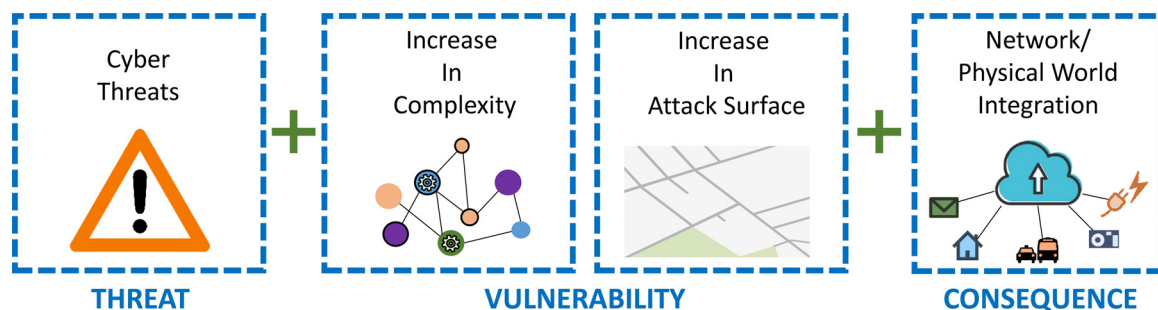 Cyber
Threats
+
Increase
In
Complexity
Increase
In
Attack Surface
+
Network/
Physical World
Integration
THREAT
VULNERABILITY
CONSEQUENCE